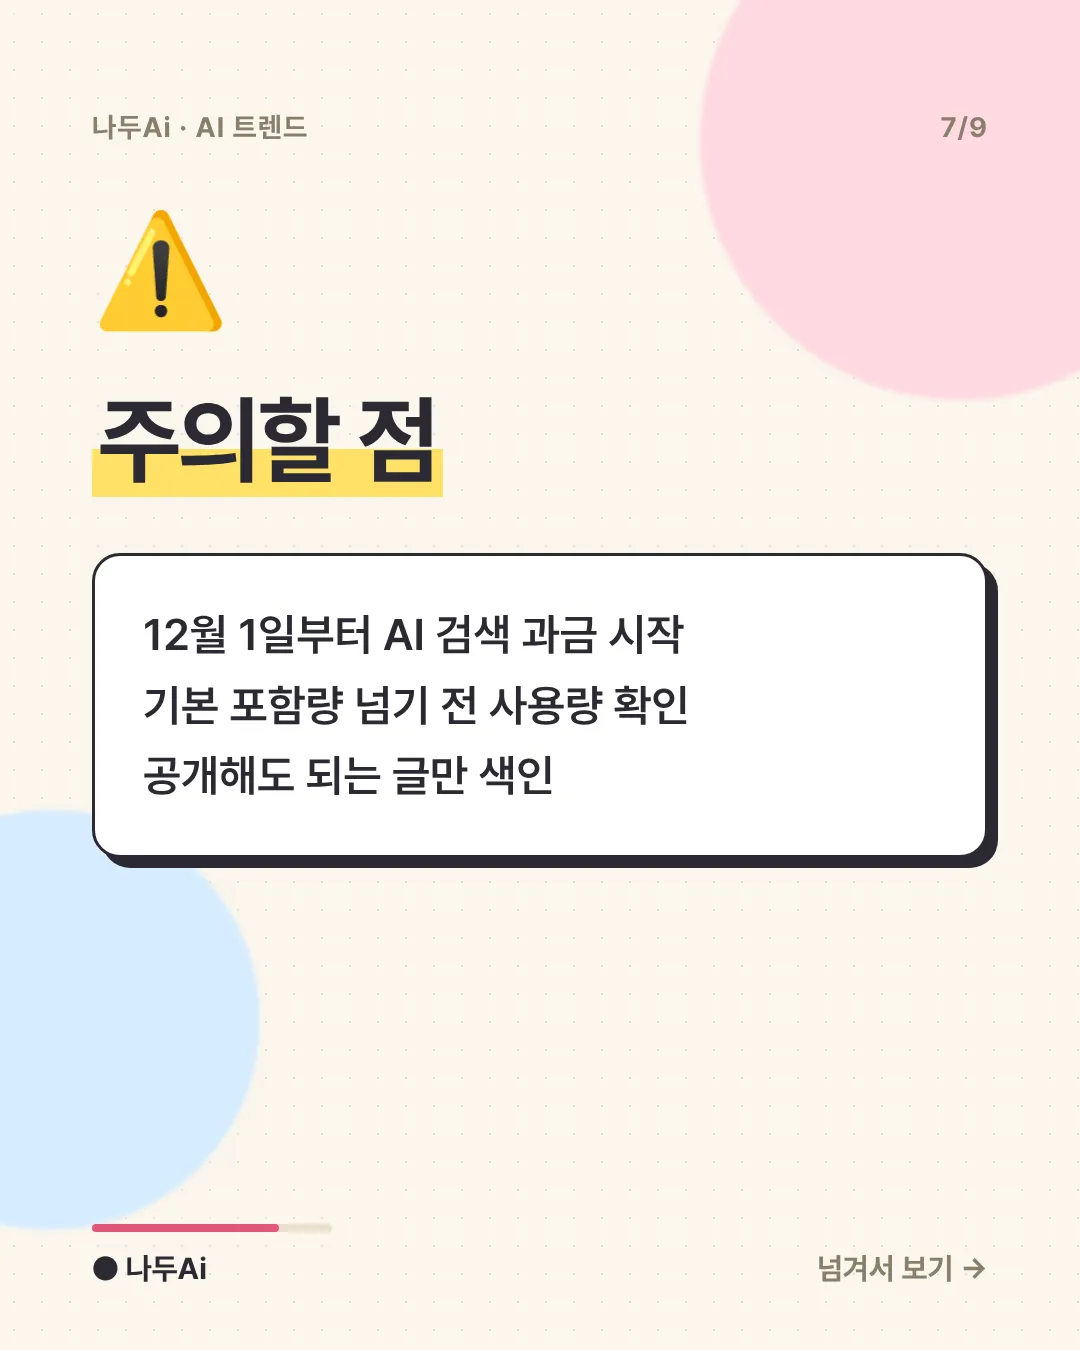 나두Ai · AI 트렌드
7/9
주의할 점
12월 1일부터 AI 검색 과금 시작
기본 포함량 넘기 전 사용량 확인
공개해도 되는 글만 색인
나두Ai
넘겨서 보기 →